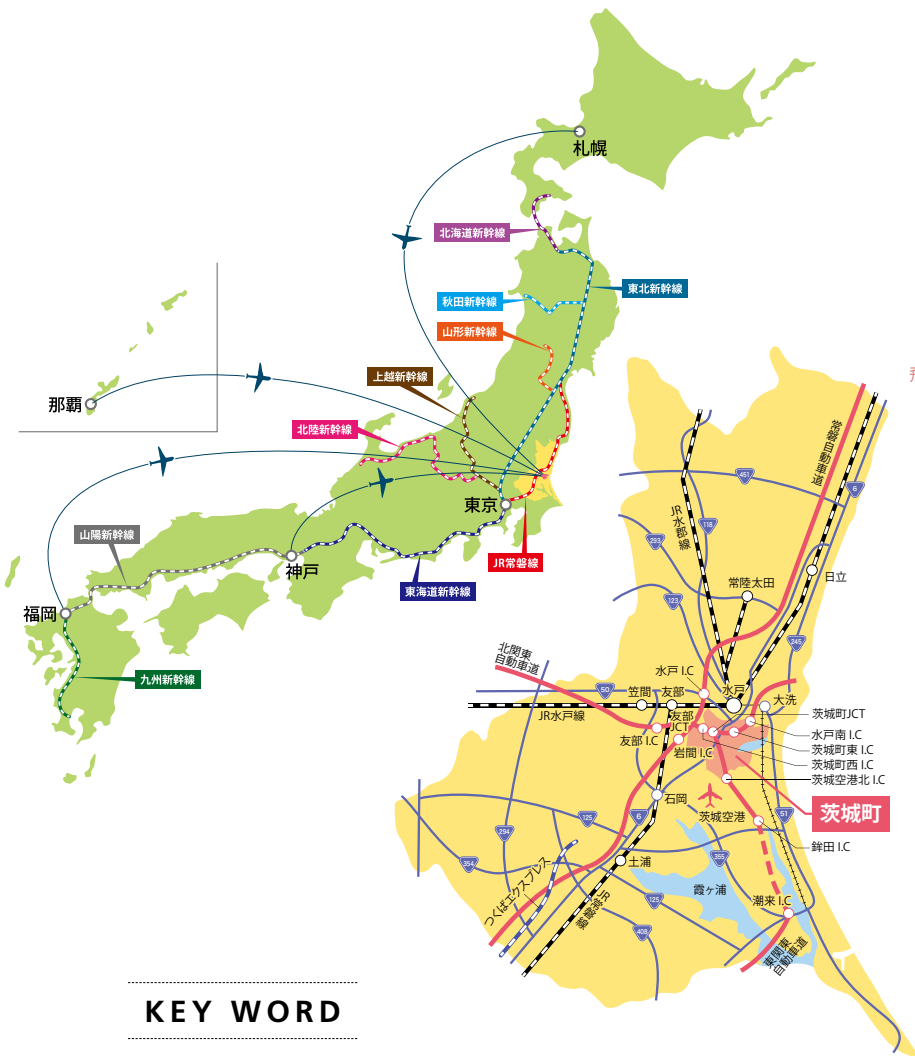 札幌
北海道新幹線
東北新幹線
秋田新幹線
山形新幹線
上越新幹線
那覇
北陸新幹線
東京
山陽新幹線
神戸
JR常磐線
東海道新幹線
福岡
九州新幹線
常磐自動車道
451
6
JR水郡線
118
293
常陸太田
日立
123
245
北関東
自動車道
水戸 I.C
50
笠間
友部
水戸
大洗
JR水戸線
友部
JCT
茨城町JCT
友部 I.C
水戸南 I.C
岩間 I.C
茨城町東 I.C
茨城町西 I.C
茨城空港北 I.C
石岡
茨城空港
茨城町
6
51
125
294
鉾田 I.C
354
355
土浦
つくばエクスプレス
霞ヶ浦
125
潮来 I.C
JR
常磐線
408
東関東
自動車道
KEY WORD